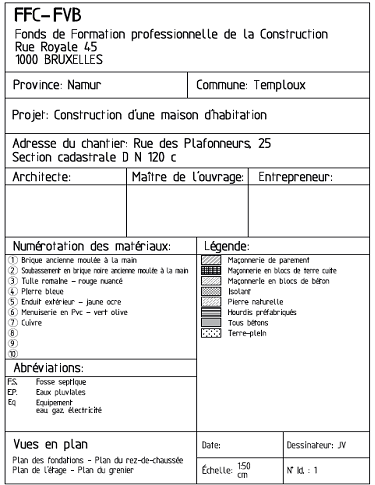 FFC-FVB
Fonds de Formation professionnelle de la Construction
Rue Royale 45
1000 BRUXELLES
Province: Namur
Commune: Temploux
Projet: Construction d'une maison d'habitation
Adresse du chantier: Rue des Plafonneurs, 25
Section cadastrale D N 120 c
Architecte:
Maître de l'ouvrage:
Entrepreneur:
Numérotation des matériaux:
1 Brique ancienne moulée à la main
2 Soubassement en brique noire ancienne moulée à la main
3 Tuile romaine - rouge nuancé
4 Pierre bleue
5 Enduit extérieur - jaune ocre
6 Menuiserie en Pvc - vert olive
7 Cuivre
8
9
10
Légende:
Maçonnerie de parement
Maçonnerie en blocs de terre cuite
Maçonnerie en blocs de béton
Isolant
Pierre naturelle
Hourdis préfabriqués
Tous bétons
Terre-plein
Abréviations:
F.S. Fosse septique
E.P. Eaux pluviales
Eq Equipement
eau gaz électricité
Vues en plan
Plan des fondations - Plan du rez-de-chaussée
Plan de l'étage - Plan du grenier
Date:
Dessinateur: JV
Échelle: 1:50
cm
N° Id. : 1